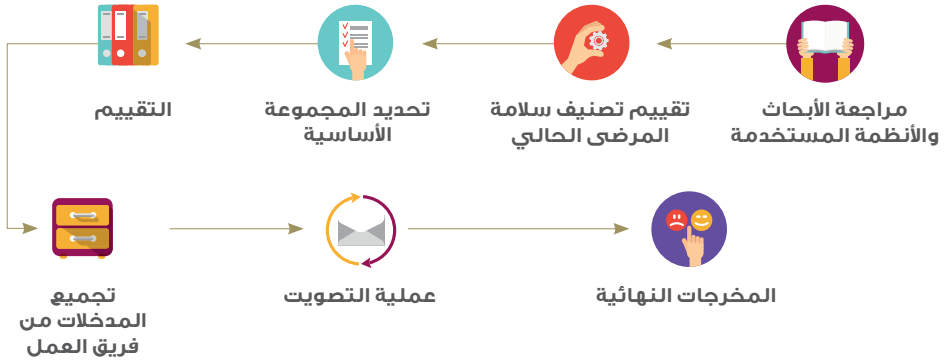 مراجعة الأبحاث
والأنظمة المستخدمة
تقييم تصنيف سلامة
المرضى الحالي
تحديد المجموعة
الأساسية
التقييم
تجميع
المدخلات من
فريق العمل
عملية التصويت
المخرجات النهائية